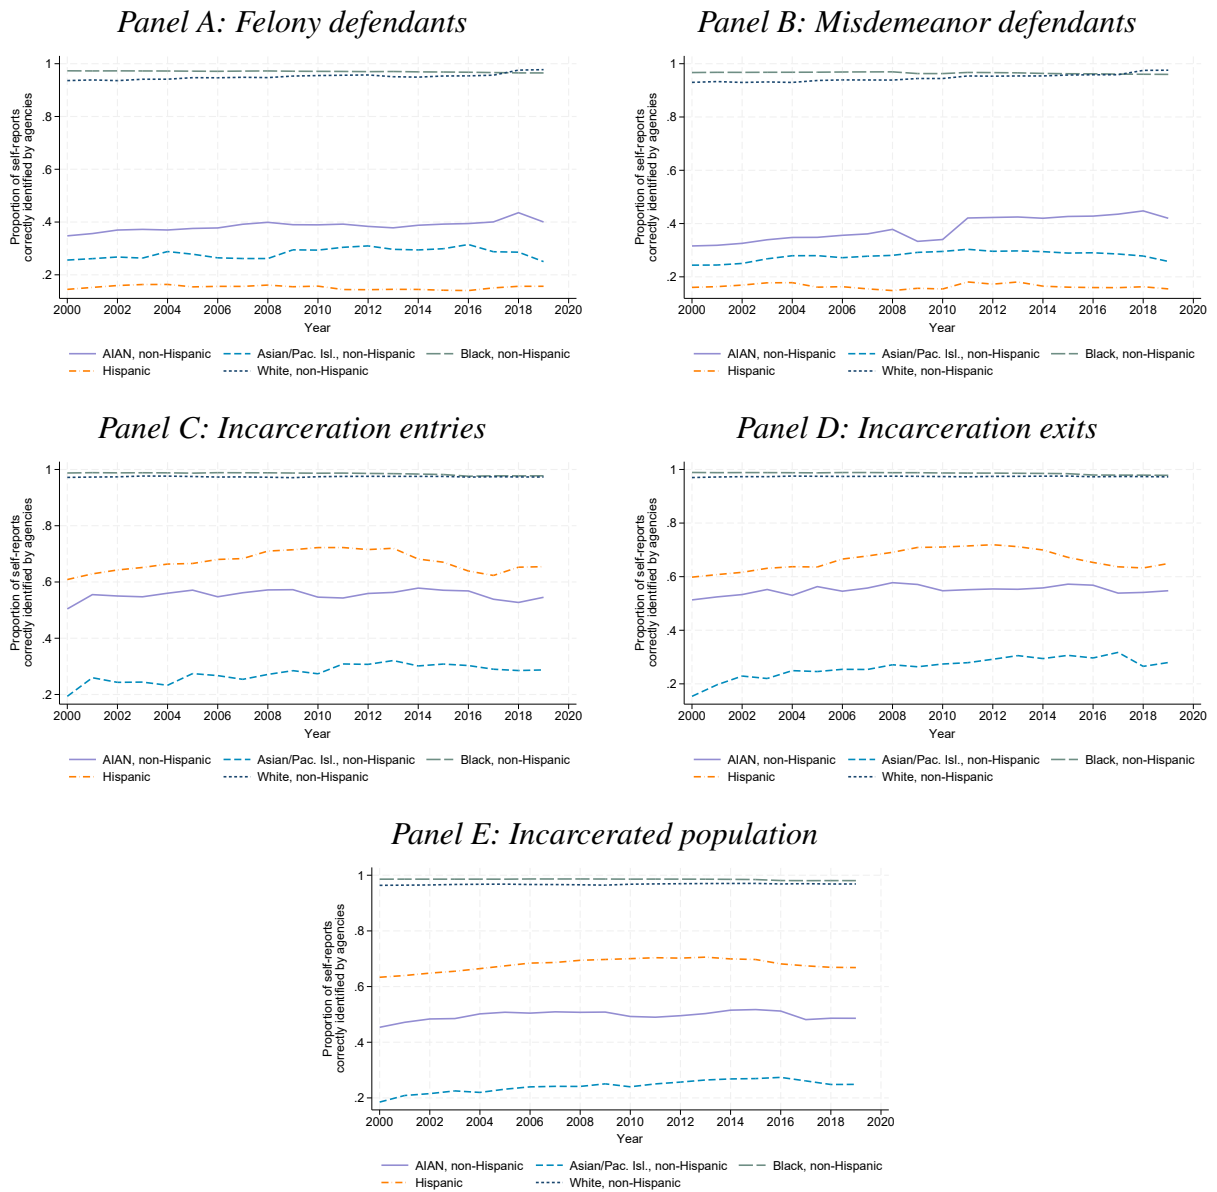 Panel A: Felony defendants
Proportion of self-reports
correctly identified by agencies
1
.8
.6
.4
.2
2000 2002 2004 2006 2008 2010 2012 2014 2016 2018 2020
Year
AIAN, non-Hispanic Asian/Pac. Isl., non-Hispanic Black, non-Hispanic
Hispanic White, non-Hispanic
Panel B: Misdemeanor defendants
Proportion of self-reports
correctly identified by agencies
1
.8
.6
.4
.2
2000 2002 2004 2006 2008 2010 2012 2014 2016 2018 2020
Year
AIAN, non-Hispanic Asian/Pac. Isl., non-Hispanic Black, non-Hispanic
Hispanic White, non-Hispanic
Panel C: Incarceration entries
Proportion of self-reports
correctly identified by agencies
1
.8
.6
.4
.2
2000 2002 2004 2006 2008 2010 2012 2014 2016 2018 2020
Year
AIAN, non-Hispanic Asian/Pac. Isl., non-Hispanic Black, non-Hispanic
Hispanic White, non-Hispanic
Panel D: Incarceration exits
Proportion of self-reports
correctly identified by agencies
1
.8
.6
.4
.2
2000 2002 2004 2006 2008 2010 2012 2014 2016 2018 2020
Year
AIAN, non-Hispanic Asian/Pac. Isl., non-Hispanic Black, non-Hispanic
Hispanic White, non-Hispanic
Panel E: Incarcerated population
Proportion of self-reports
correctly identified by agencies
1
.8
.6
.4
.2
2000 2002 2004 2006 2008 2010 2012 2014 2016 2018 2020
Year
AIAN, non-Hispanic Asian/Pac. Isl., non-Hispanic Black, non-Hispanic
Hispanic White, non-Hispanic